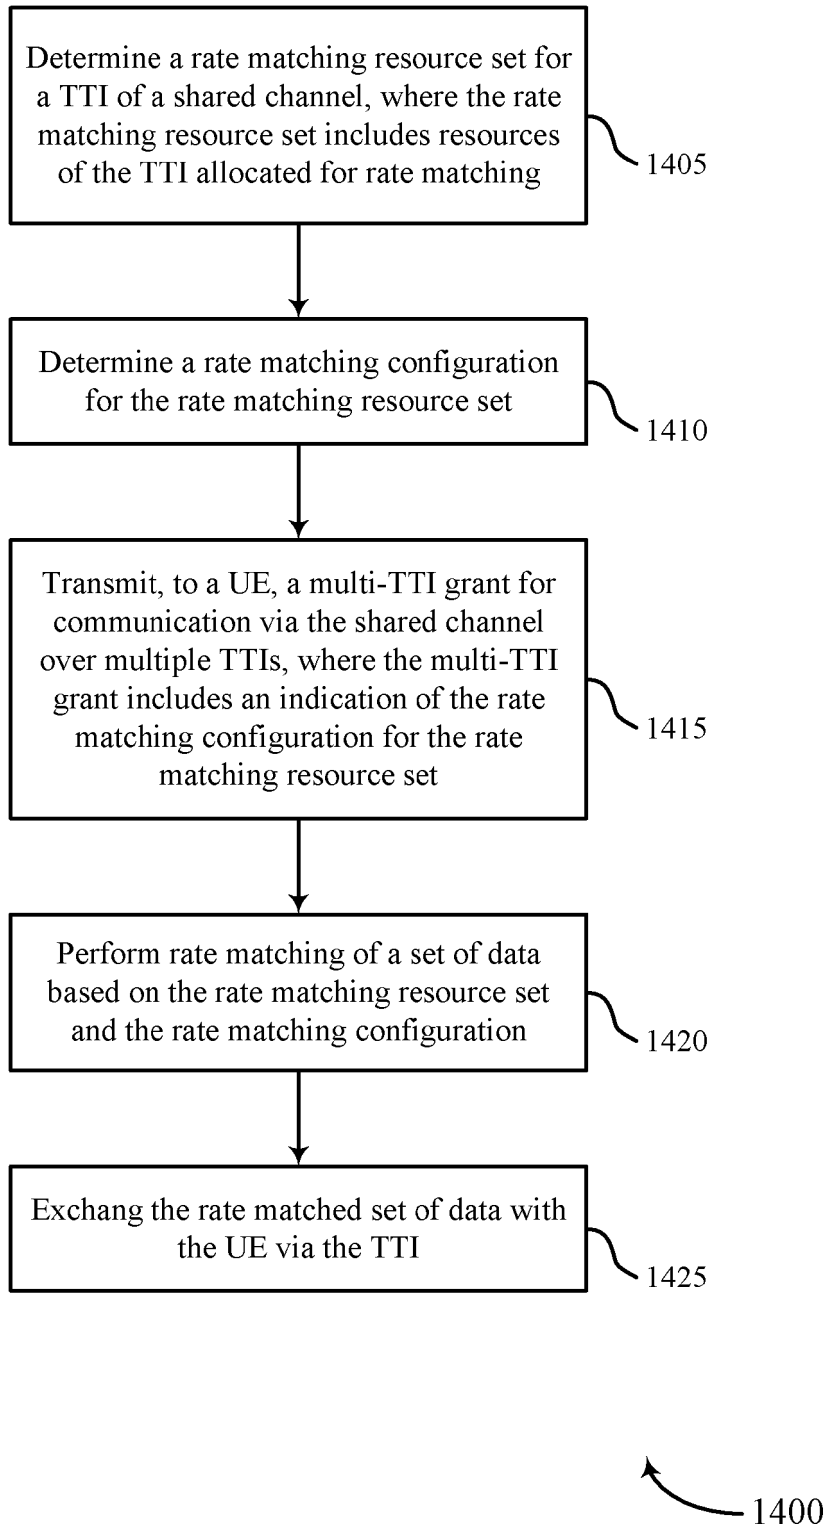 Determine a rate matching resource set for
a TTI of a shared channel, where the rate
matching resource set includes resources
of the TTI allocated for rate matching
1405
Determine a rate matching configuration
for the rate matching resource set
1410
Transmit, to a UE, a multi-TTI grant for
communication via the shared channel
over multiple TTIs, where the multi-TTI
grant includes an indication of the rate
matching configuration for the rate
matching resource set
1415
Perform rate matching of a set of data
based on the rate matching resource set
and the rate matching configuration
1420
Exchang the rate matched set of data with
the UE via the TTI
1425
1400